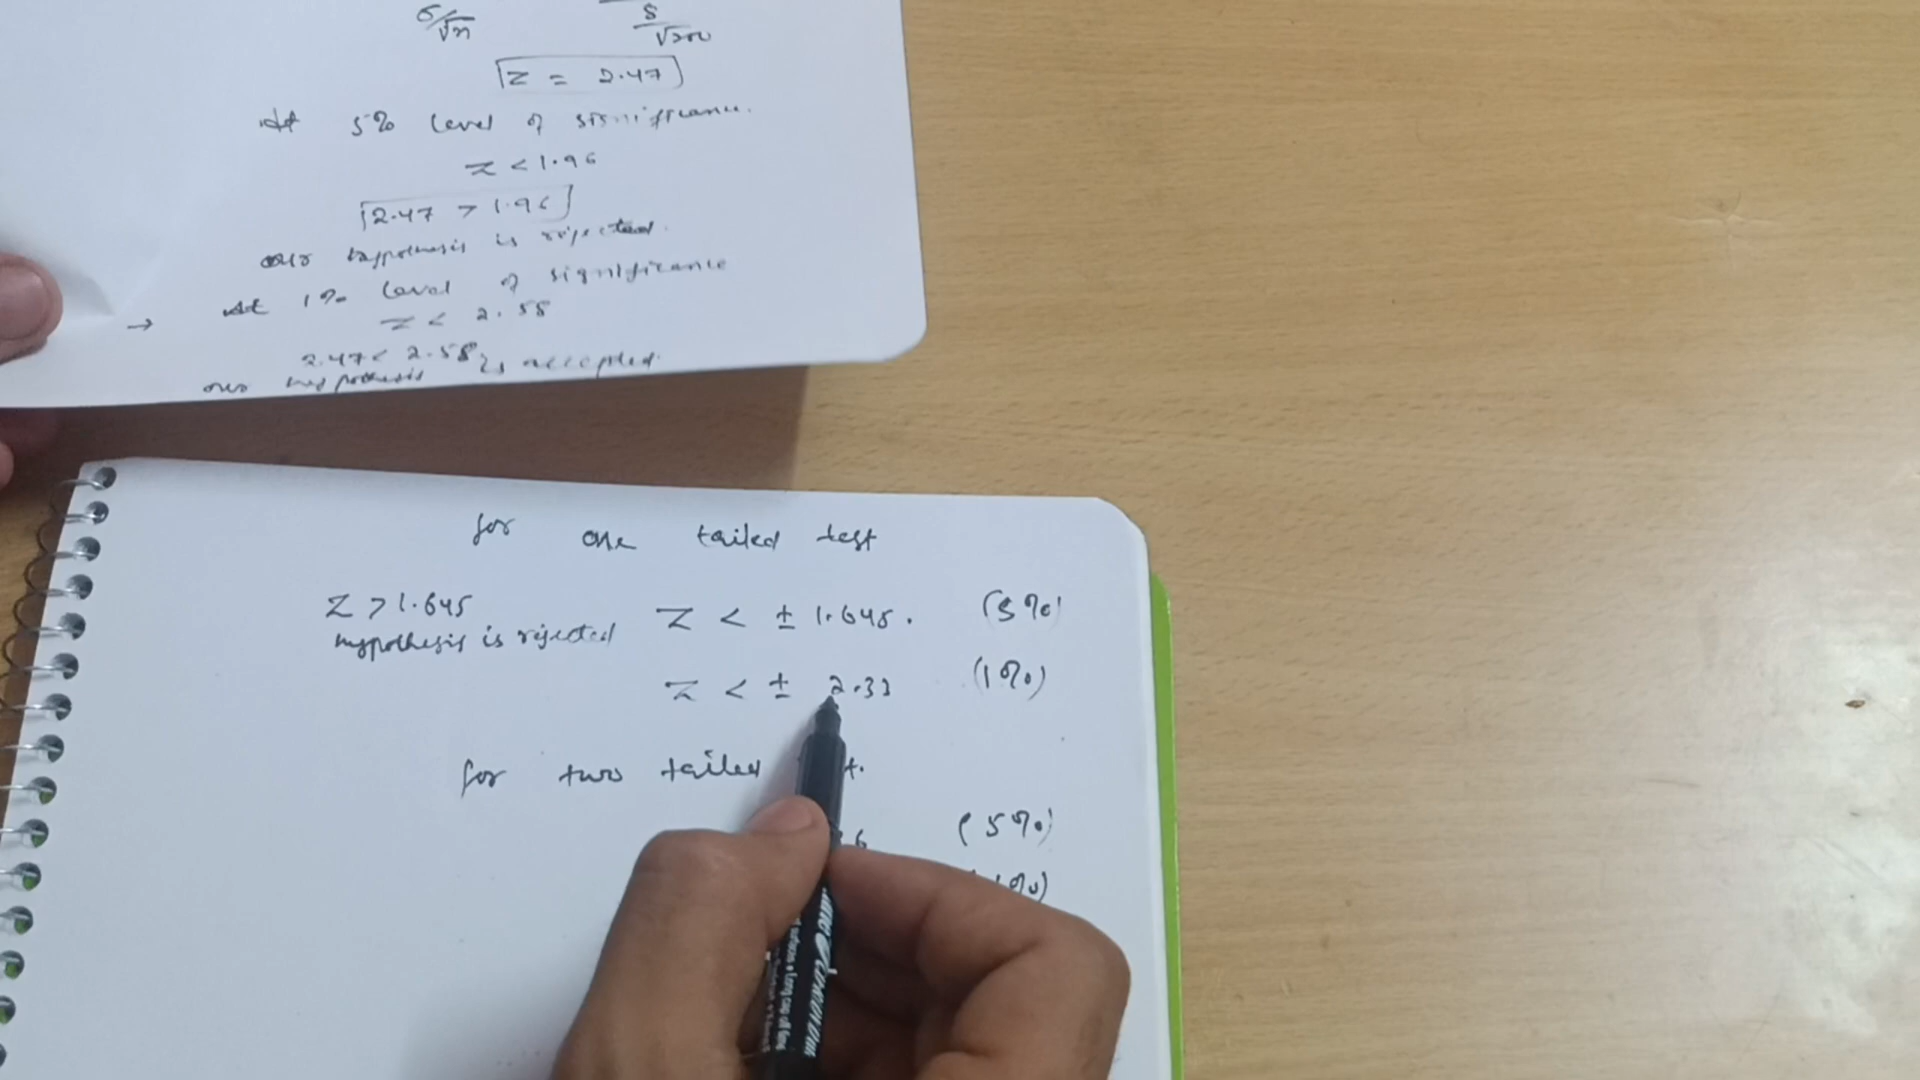 σ/√n
8
√200
Z = 2.47
At 5% level of significance.
Z < 1.96
2.47 > 1.96
our hypothesis is rejected.
At 1% level of significance
→ Z < 2.58
2.47 < 2.58
our hypothesis is accepted.
for one tailed test
Z > 1.645
hypothesis is rejected
Z < ± 1.645. (5%)
Z < ± 2.33 (1%)
for two tailed
6 (5%)